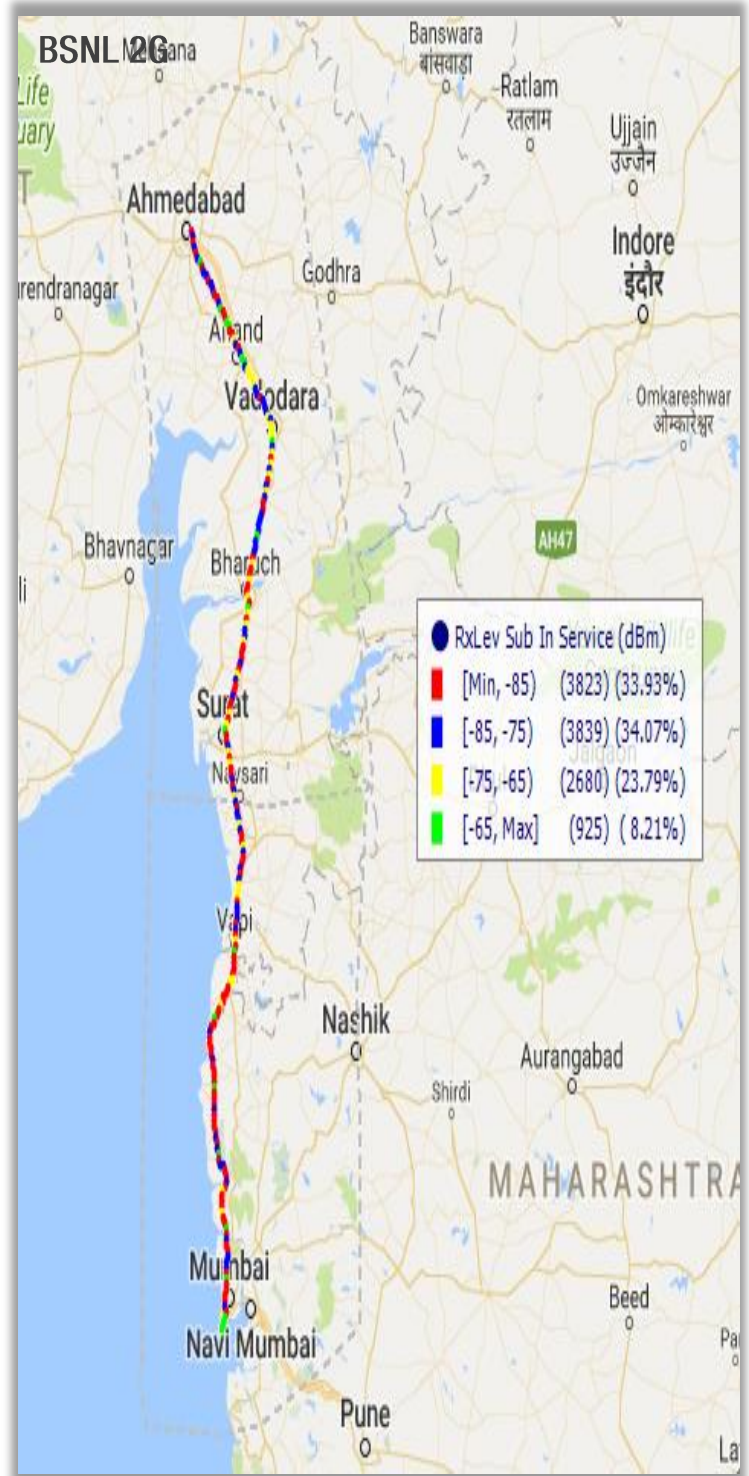 BSNL 2G
Banswara
बांसवाड़ा
Ratlam
रतलाम
Life
Ujjain
उज्जैन
Ahmedabad
Indore
इंदौर
Godhra
Anand
Vadodara
Omkareshwar
ओम्कारेश्वर
AH47
Bhavnagar
Bharuch
RxLev Sub In Service (dBm)
[Min, -85) (3823) (33.93%)
[-85, -75) (3839) (34.07%)
[-75, -65) (2680) (23.79%)
[-65, Max] (925) ( 8.21%)
Surat
Navsari
Vapi
Nashik
Aurangabad
Shirdi
MAHARASHTRA
Mumbai
Beed
Navi Mumbai
Pune